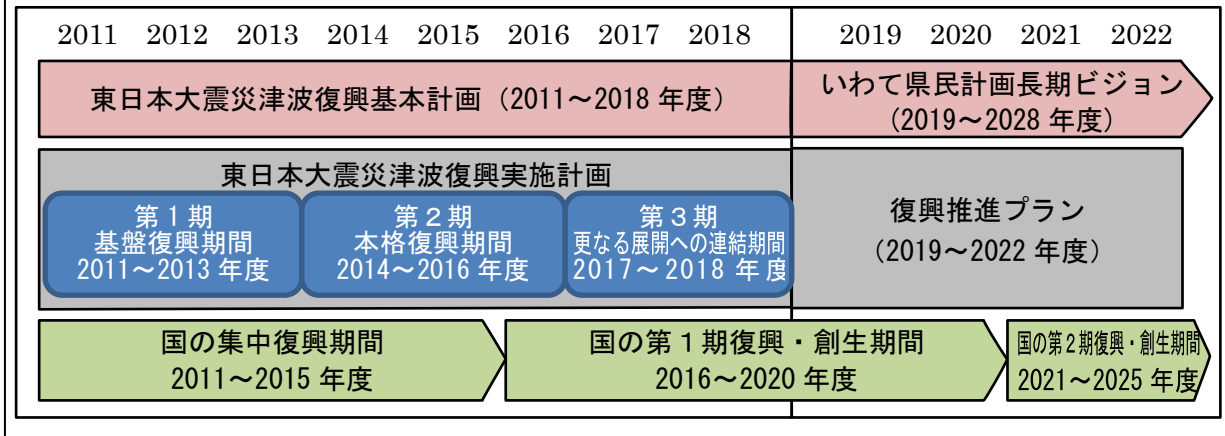 2011 2012 2013 2014 2015 2016 2017 2018 2019 2020 2021 2022
東日本大震災津波復興基本計画（2011～2018 年度）
いわて県民計画長期ビジョン
（2019～2028 年度）
東日本大震災津波復興実施計画
第１期
基盤復興期間
2011～2013 年度
第２期
本格復興期間
2014～2016 年度
第３期
更なる展開への連結期間
2017～2018 年度
復興推進プラン
（2019～2022 年度）
国の集中復興期間
2011～2015 年度
国の第１期復興・創生期間
2016～2020 年度
国の第２期復興・創生期間
2021～2025 年度